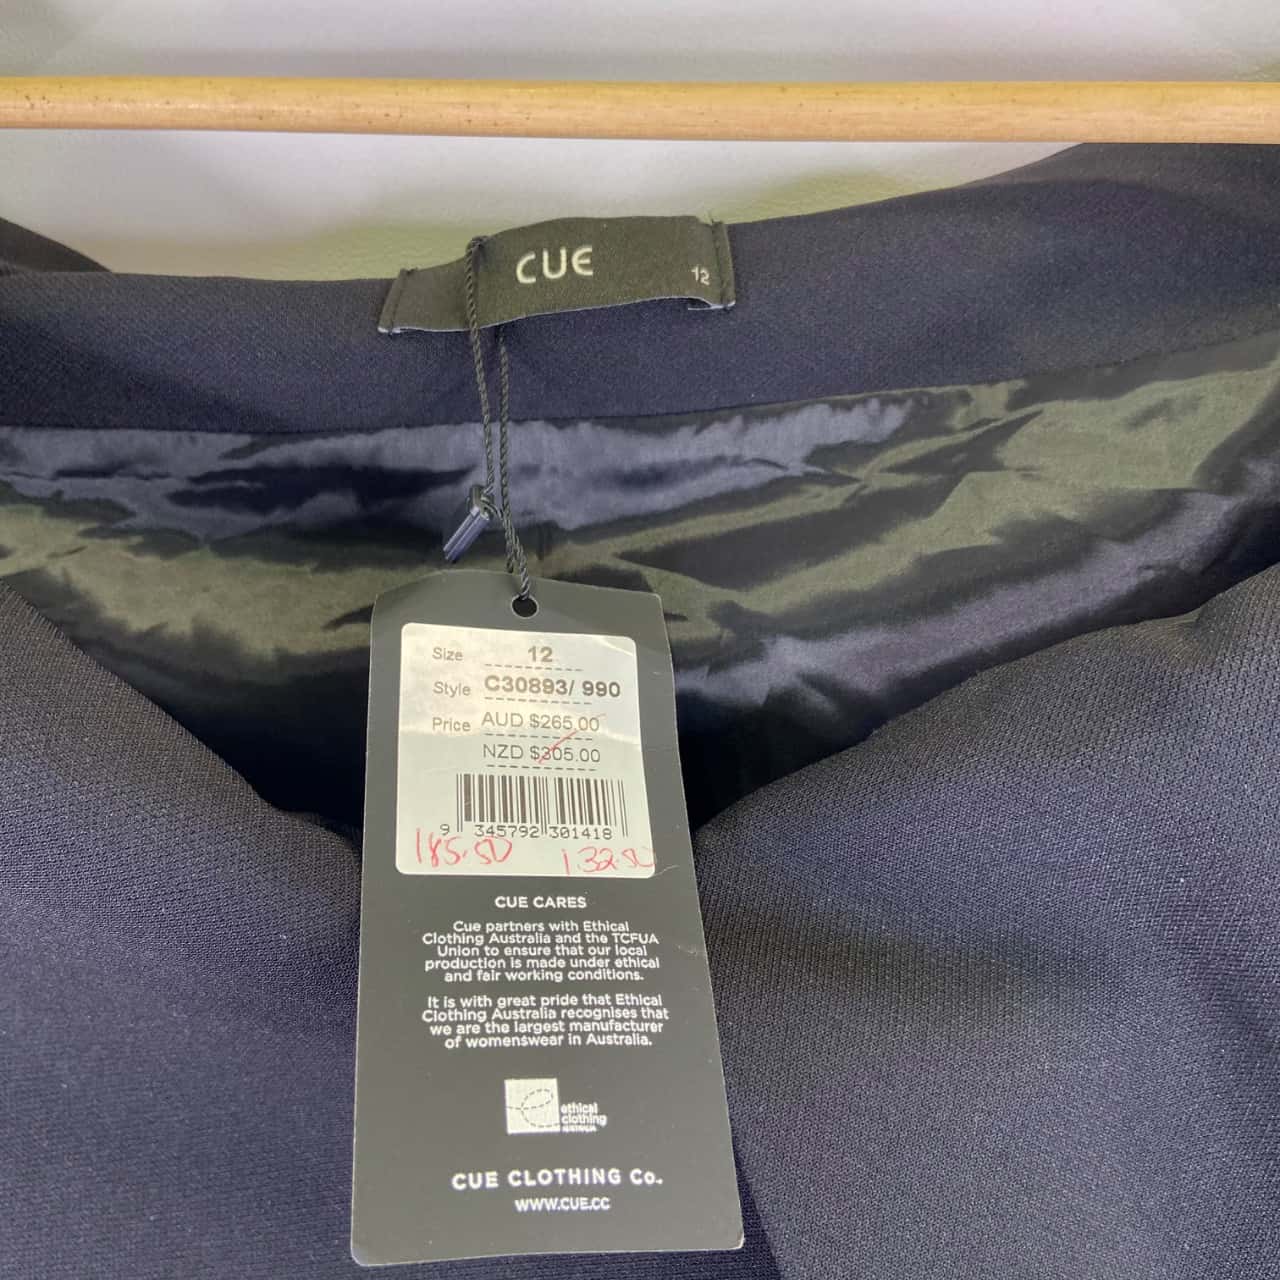 CUE
12
Size 12
Style C30893/ 990
Price AUD $265.00
NZD $305.00
9 345792 301418
185.50 132.50
CUE CARES
Cue partners with Ethical
Clothing Australia and the TCFUA
Union to ensure that our local
production is made under ethical
and fair working conditions.
It is with great pride that Ethical
Clothing Australia recognises that
we are the largest manufacturer
of womenswear in Australia.
ethical
clothing
AUSTRALIA
CUE CLOTHING Co.
WWW.CUE.CC